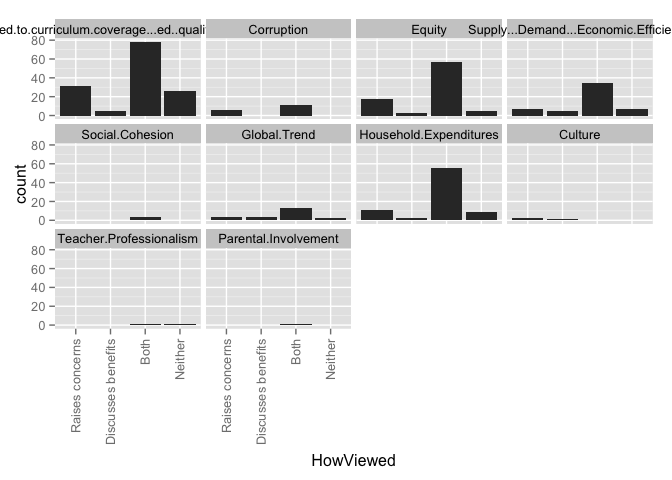 ed.to.curriculum.coverage...ed..quali
Corruption
Equity
Supply...Demand...Economic.Efficie
80
60
40
20
0
Social.Cohesion
Global.Trend
Household.Expenditures
Culture
80
60
40
20
0
Teacher.Professionalism
Parental.Involvement
80
60
40
20
0
count
Raises concerns
Discusses benefits
Both
Neither
Raises concerns
Discusses benefits
Both
Neither
HowViewed